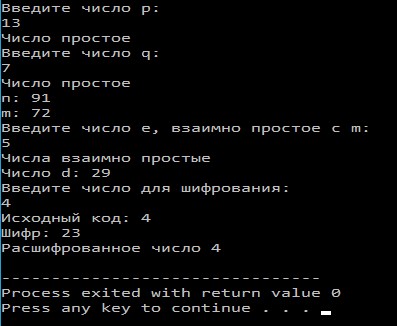 Введите число p:
13
Число простое
Введите число q:
7
Число простое
n: 91
m: 72
Введите число e, взаимно простое с m:
5
Числа взаимно простые
Число d: 29
Введите число для шифрования:
4
Исходный код: 4
Шифр: 23
Расшифрованное число 4
--------------------------------
Process exited with return value 0
Press any key to continue . . .